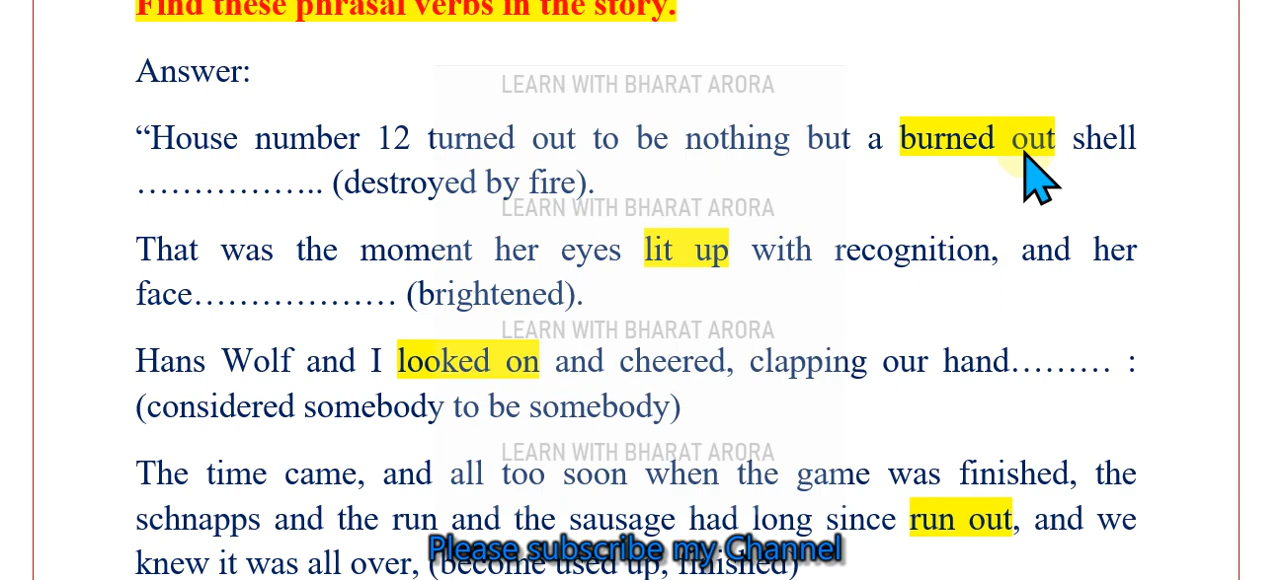 Find these phrasal verbs in the story.
Answer:
LEARN WITH BHARAT ARORA
“House number 12 turned out to be nothing but a burned out shell
……………….. (destroyed by fire).
LEARN WITH BHARAT ARORA
That was the moment her eyes lit up with recognition, and her
face……………… (brightened).
LEARN WITH BHARAT ARORA
Hans Wolf and I looked on and cheered, clapping our hand……… :
(considered somebody to be somebody)
LEARN WITH BHARAT ARORA
The time came, and all too soon when the game was finished, the
schnapps and the run and the sausage had long since run out, and we
knew it was all over, (become used up, finished)
Please subscribe my Channel